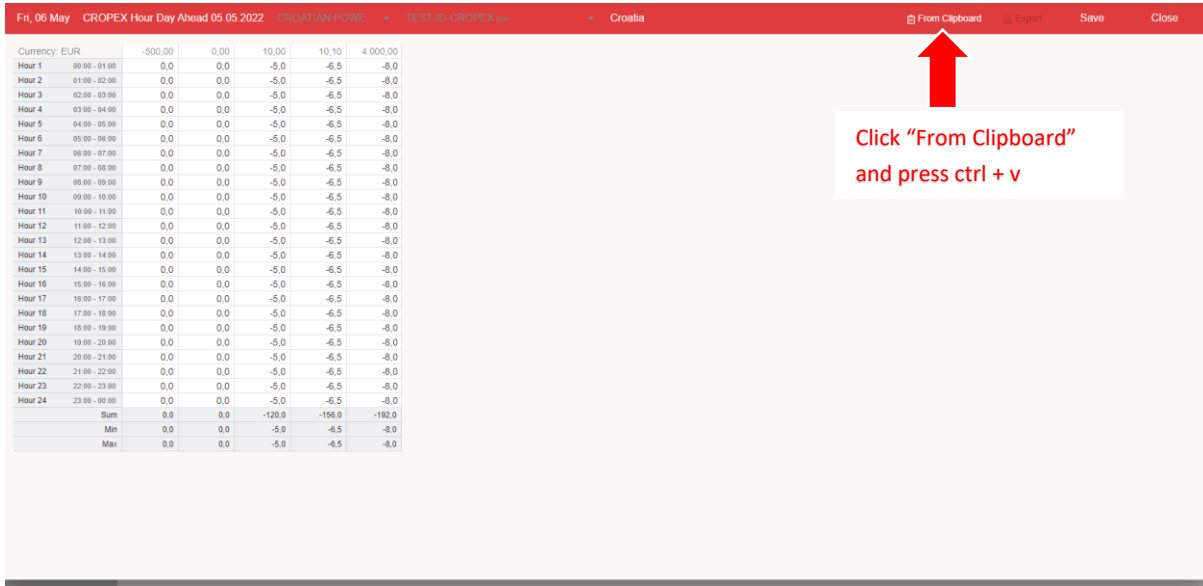 Fri, 06 May CROPEX Hour Day Ahead 05.05.2022 CROATIAN POWE TEST-ID-CROPEX EUR Croatia From Clipboard Export Save Close
Currency: EUR -500,00 0,00 10,00 10,10 4.000,00
Hour 1 00:00 - 01:00 0,0 0,0 -5,0 -6,5 -8,0
Hour 2 01:00 - 02:00 0,0 0,0 -5,0 -6,5 -8,0
Hour 3 02:00 - 03:00 0,0 0,0 -5,0 -6,5 -8,0
Hour 4 03:00 - 04:00 0,0 0,0 -5,0 -6,5 -8,0
Hour 5 04:00 - 05:00 0,0 0,0 -5,0 -6,5 -8,0
Hour 6 05:00 - 06:00 0,0 0,0 -5,0 -6,5 -8,0
Hour 7 06:00 - 07:00 0,0 0,0 -5,0 -6,5 -8,0
Hour 8 07:00 - 08:00 0,0 0,0 -5,0 -6,5 -8,0
Hour 9 08:00 - 09:00 0,0 0,0 -5,0 -6,5 -8,0
Hour 10 09:00 - 10:00 0,0 0,0 -5,0 -6,5 -8,0
Hour 11 10:00 - 11:00 0,0 0,0 -5,0 -6,5 -8,0
Hour 12 11:00 - 12:00 0,0 0,0 -5,0 -6,5 -8,0
Hour 13 12:00 - 13:00 0,0 0,0 -5,0 -6,5 -8,0
Hour 14 13:00 - 14:00 0,0 0,0 -5,0 -6,5 -8,0
Hour 15 14:00 - 15:00 0,0 0,0 -5,0 -6,5 -8,0
Hour 16 15:00 - 16:00 0,0 0,0 -5,0 -6,5 -8,0
Hour 17 16:00 - 17:00 0,0 0,0 -5,0 -6,5 -8,0
Hour 18 17:00 - 18:00 0,0 0,0 -5,0 -6,5 -8,0
Hour 19 18:00 - 19:00 0,0 0,0 -5,0 -6,5 -8,0
Hour 20 19:00 - 20:00 0,0 0,0 -5,0 -6,5 -8,0
Hour 21 20:00 - 21:00 0,0 0,0 -5,0 -6,5 -8,0
Hour 22 21:00 - 22:00 0,0 0,0 -5,0 -6,5 -8,0
Hour 23 22:00 - 23:00 0,0 0,0 -5,0 -6,5 -8,0
Hour 24 23:00 - 00:00 0,0 0,0 -5,0 -6,5 -8,0
Sum 0,0 0,0 -120,0 -156,0 -192,0
Min 0,0 0,0 -5,0 -6,5 -8,0
Max 0,0 0,0 -5,0 -6,5 -8,0
Click “From Clipboard”
and press ctrl + v